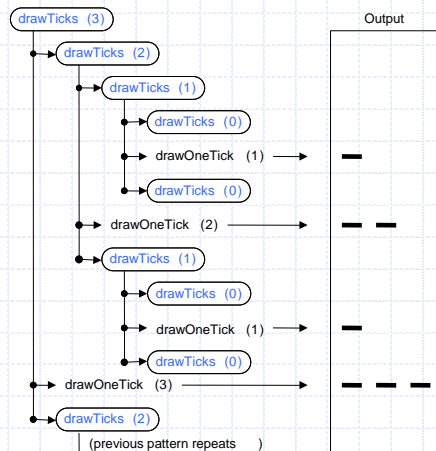 drawTicks (3)
Output
drawTicks (2)
drawTicks (1)
drawTicks (0)
drawOneTick (1)
drawTicks (0)
drawOneTick (2)
drawTicks (1)
drawTicks (0)
drawOneTick (1)
drawTicks (0)
drawOneTick (3)
drawTicks (2)
(previous pattern repeats )